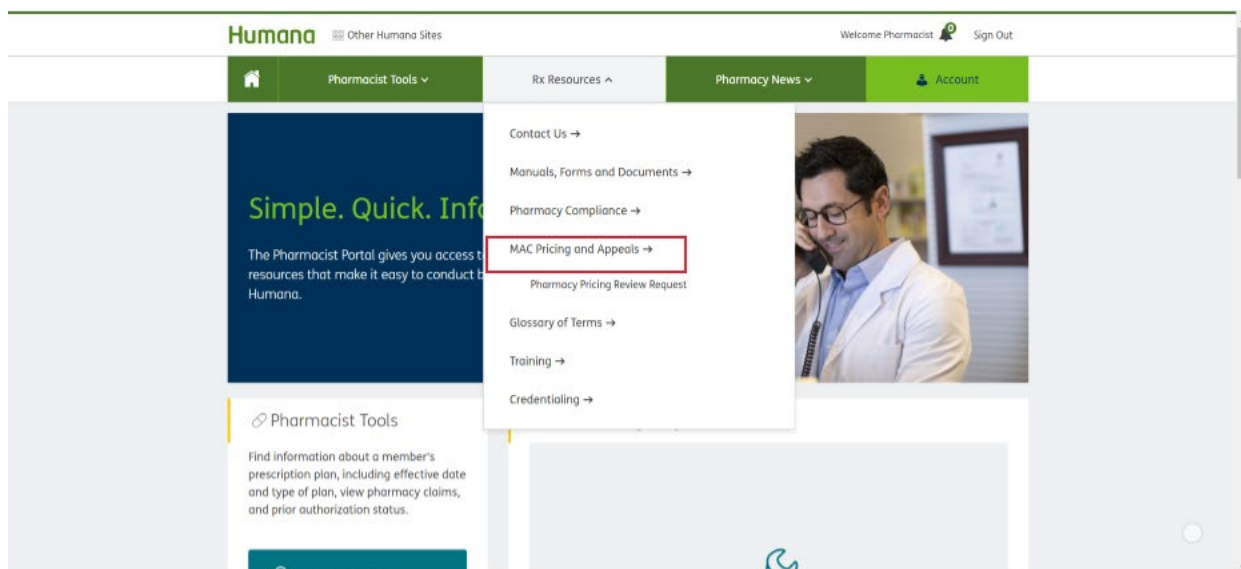 Humana
Other Humana Sites
Welcome Pharmacist
0
Sign Out
Pharmacist Tools
Rx Resources
Pharmacy News
Account
Contact Us →
Manuals, Forms and Documents →
Pharmacy Compliance →
MAC Pricing and Appeals →
Pharmacy Pricing Review Request
Glossary of Terms →
Training →
Credentialing →
Simple. Quick.
The Pharmacist Portal gives you access
resources that make it easy to conduct
Humana.
Pharmacist Tools
Find information about a member's
prescription plan, including effective date
and type of plan, view pharmacy claims,
and prior authorization status.